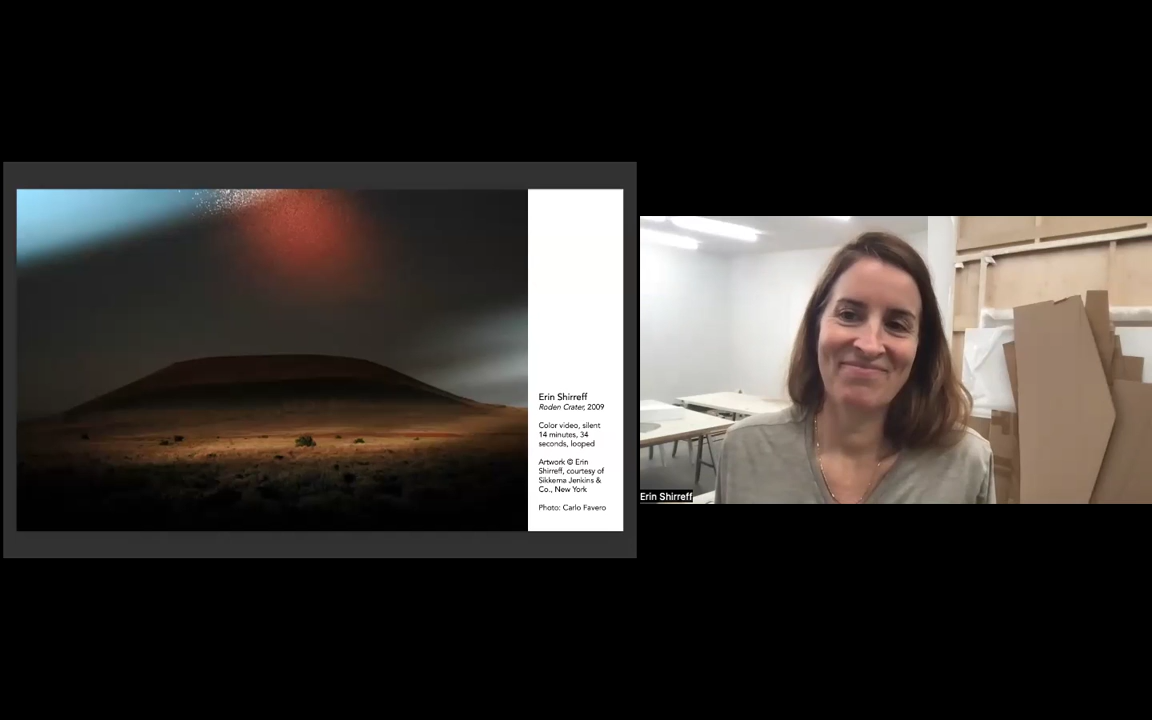 Erin Shirreff
Roden Crater, 2009
Color video, silent
14 minutes, 34
seconds, looped
Artwork © Erin
Shirreff, courtesy of
Sikkema Jenkins &
Co., New York
Photo: Carlo Favero
Erin Shirreff